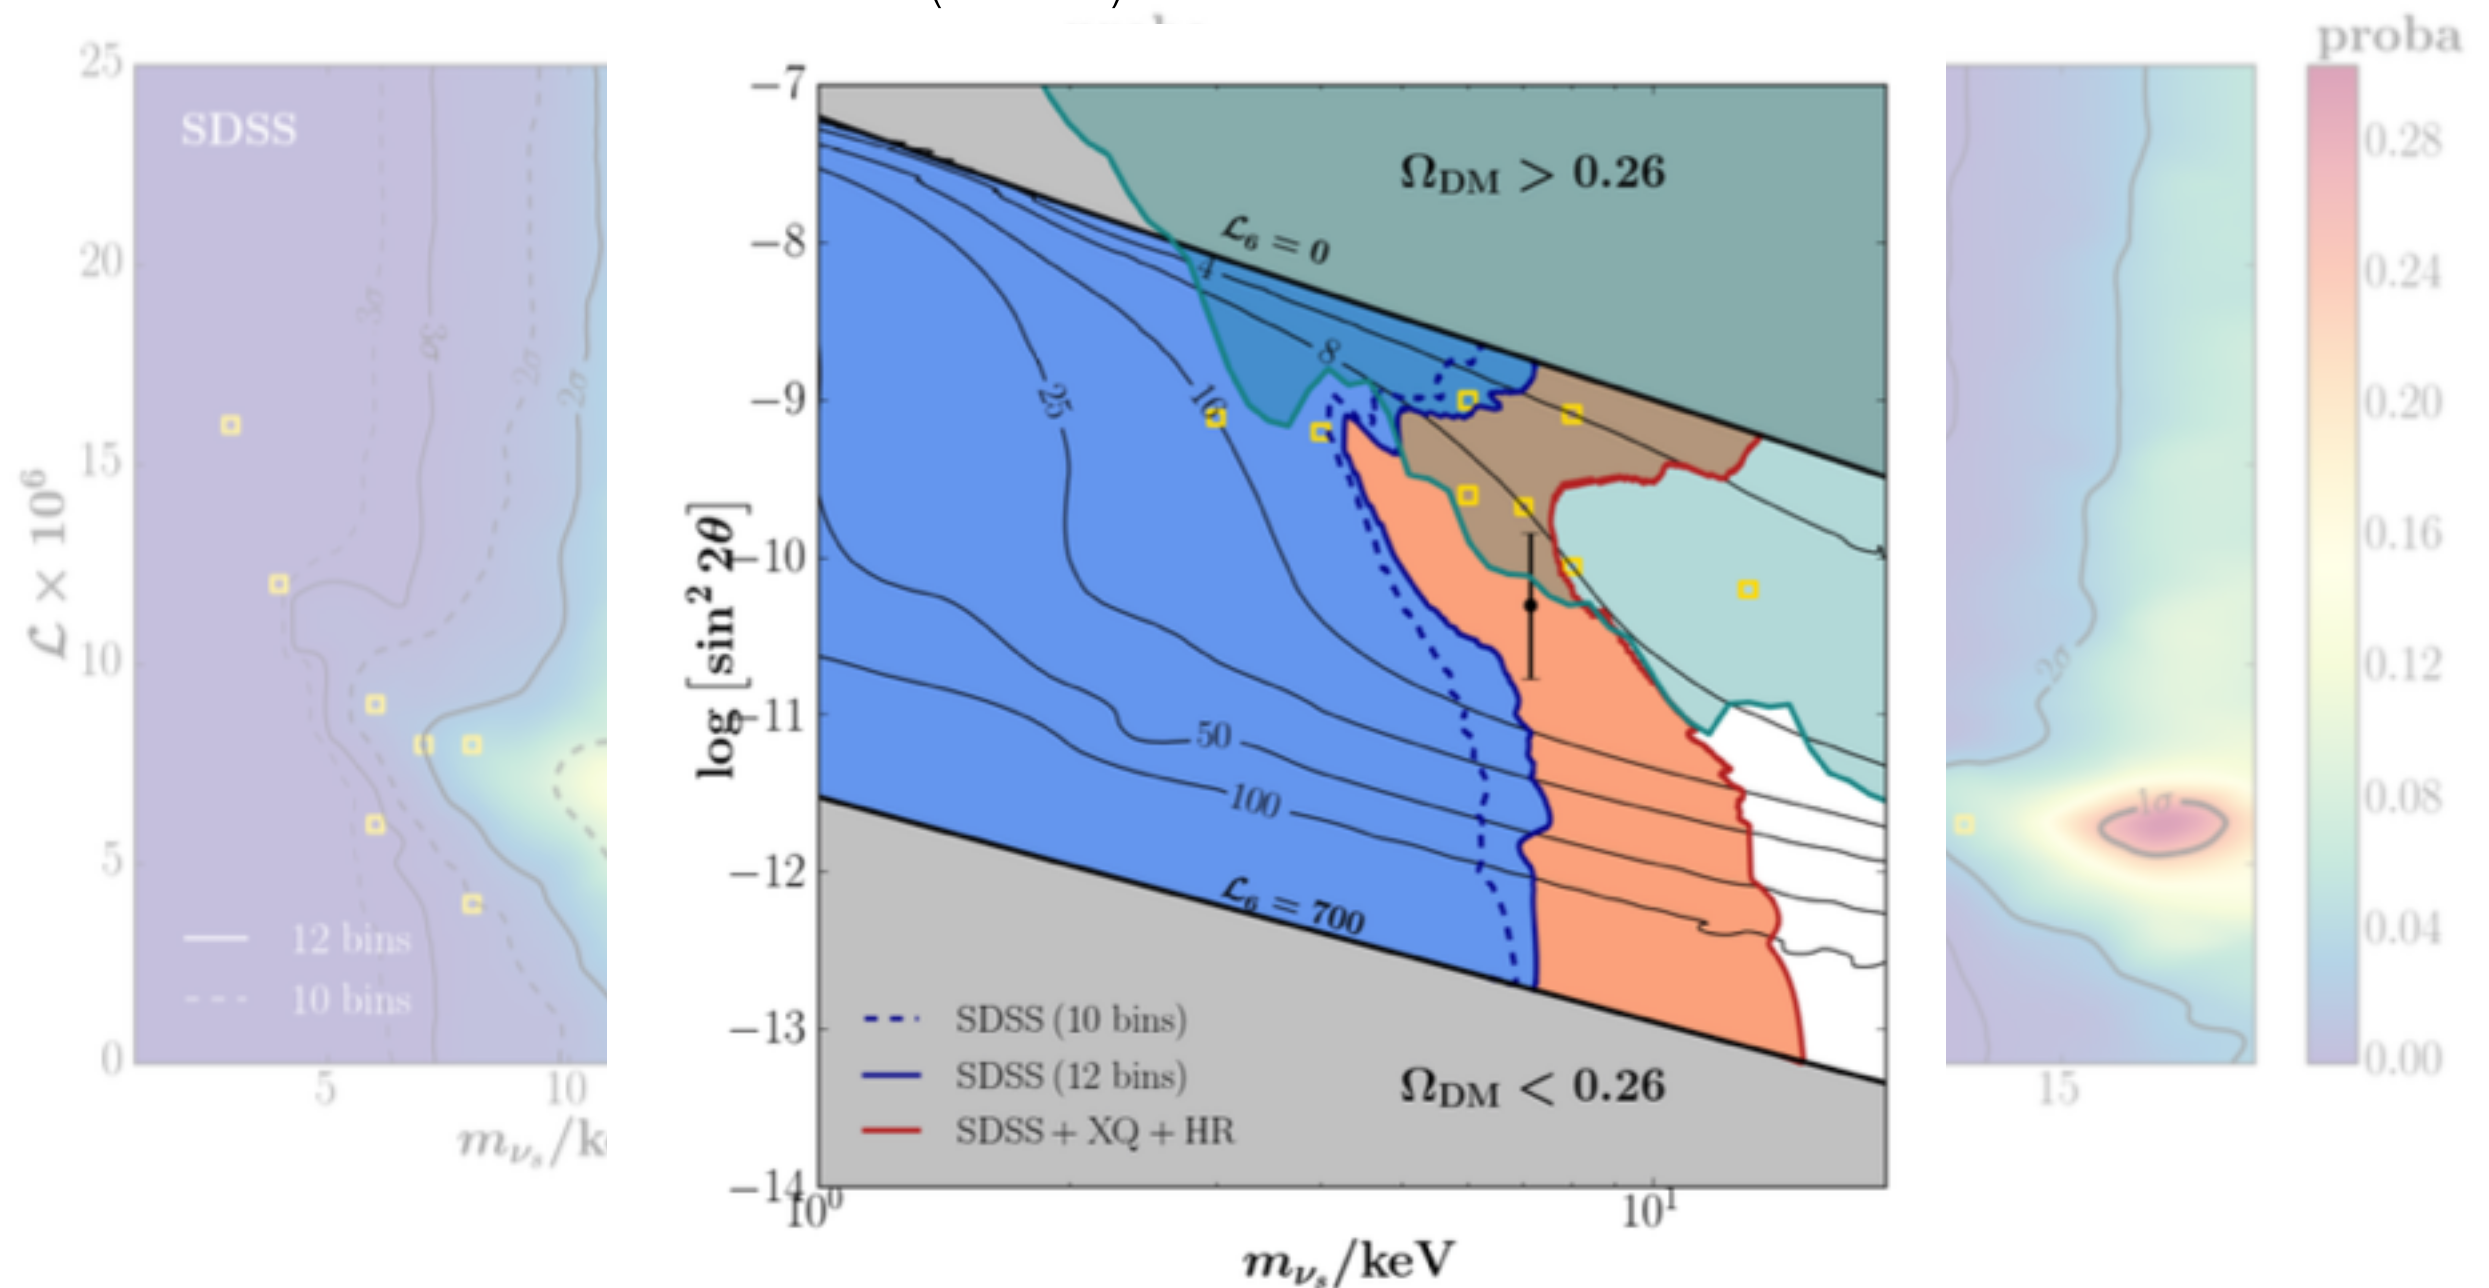 proba
25
20
15
10
5
0
ℒ × 10⁶
SDSS
3σ
3σ
2σ
2σ
12 bins
10 bins
5
10
−7
−8
−9
−10
−11
−12
−13
−14
log [sin² 2θ]
Ω_DM > 0.26
ℒ₆ = 0
4
8
16
25
50
100
ℒ₆ = 700
SDSS (10 bins)
SDSS (12 bins)
SDSS + XQ + HR
Ω_DM < 0.26
10⁰
10¹
m_νs/keV
2σ
1σ
15
0.28
0.24
0.20
0.16
0.12
0.08
0.04
0.00